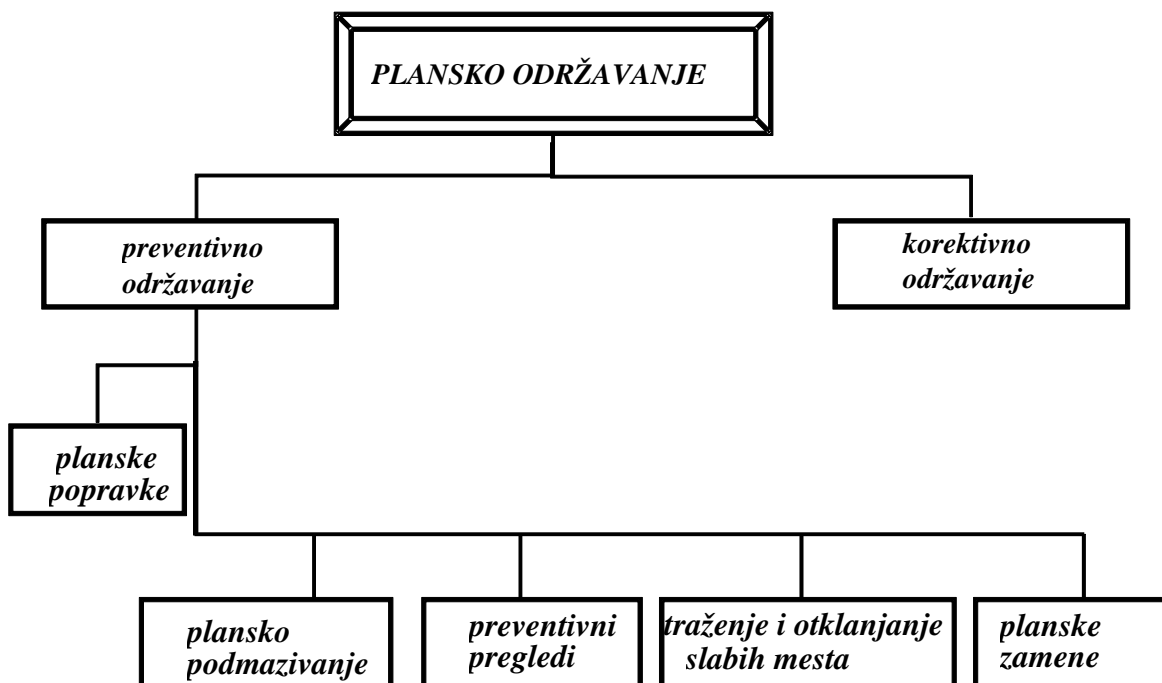 PLANSKO ODRŽAVANJE
preventivno
održavanje
korektivno
održavanje
planske
popravke
plansko
podmazivanje
preventivni
pregledi
traženje i otklanjanje
slabih mesta
planske
zamene